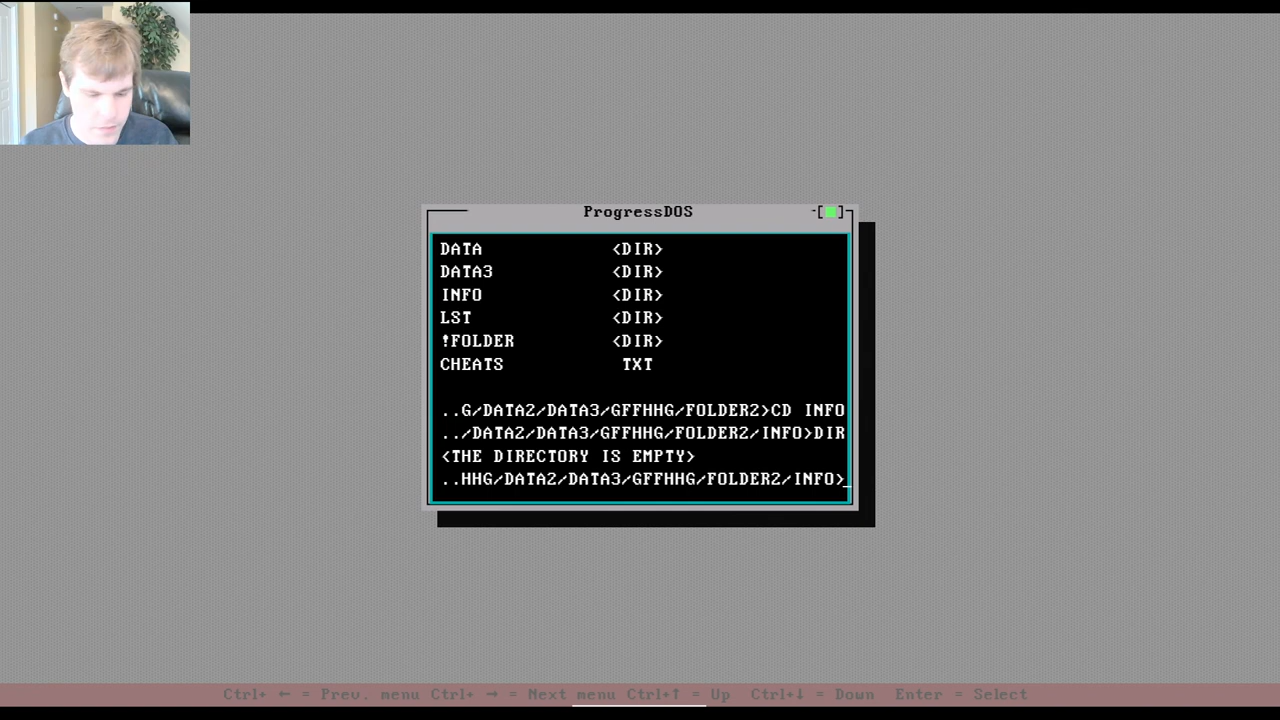 ProgressDOS
-[■]
DATA <DIR>
DATA3 <DIR>
INFO <DIR>
LST <DIR>
!FOLDER <DIR>
CHEATS TXT
..G/DATA2/DATA3/GFFHHG/FOLDER2>CD INFO
../DATA2/DATA3/GFFHHG/FOLDER2/INFO>DIR
<THE DIRECTORY IS EMPTY>
..HHG/DATA2/DATA3/GFFHHG/FOLDER2/INFO>_
Ctrl+ ← = Prev. menu Ctrl+ → = Next menu Ctrl+↑ = Up Ctrl+↓ = Down Enter = Select